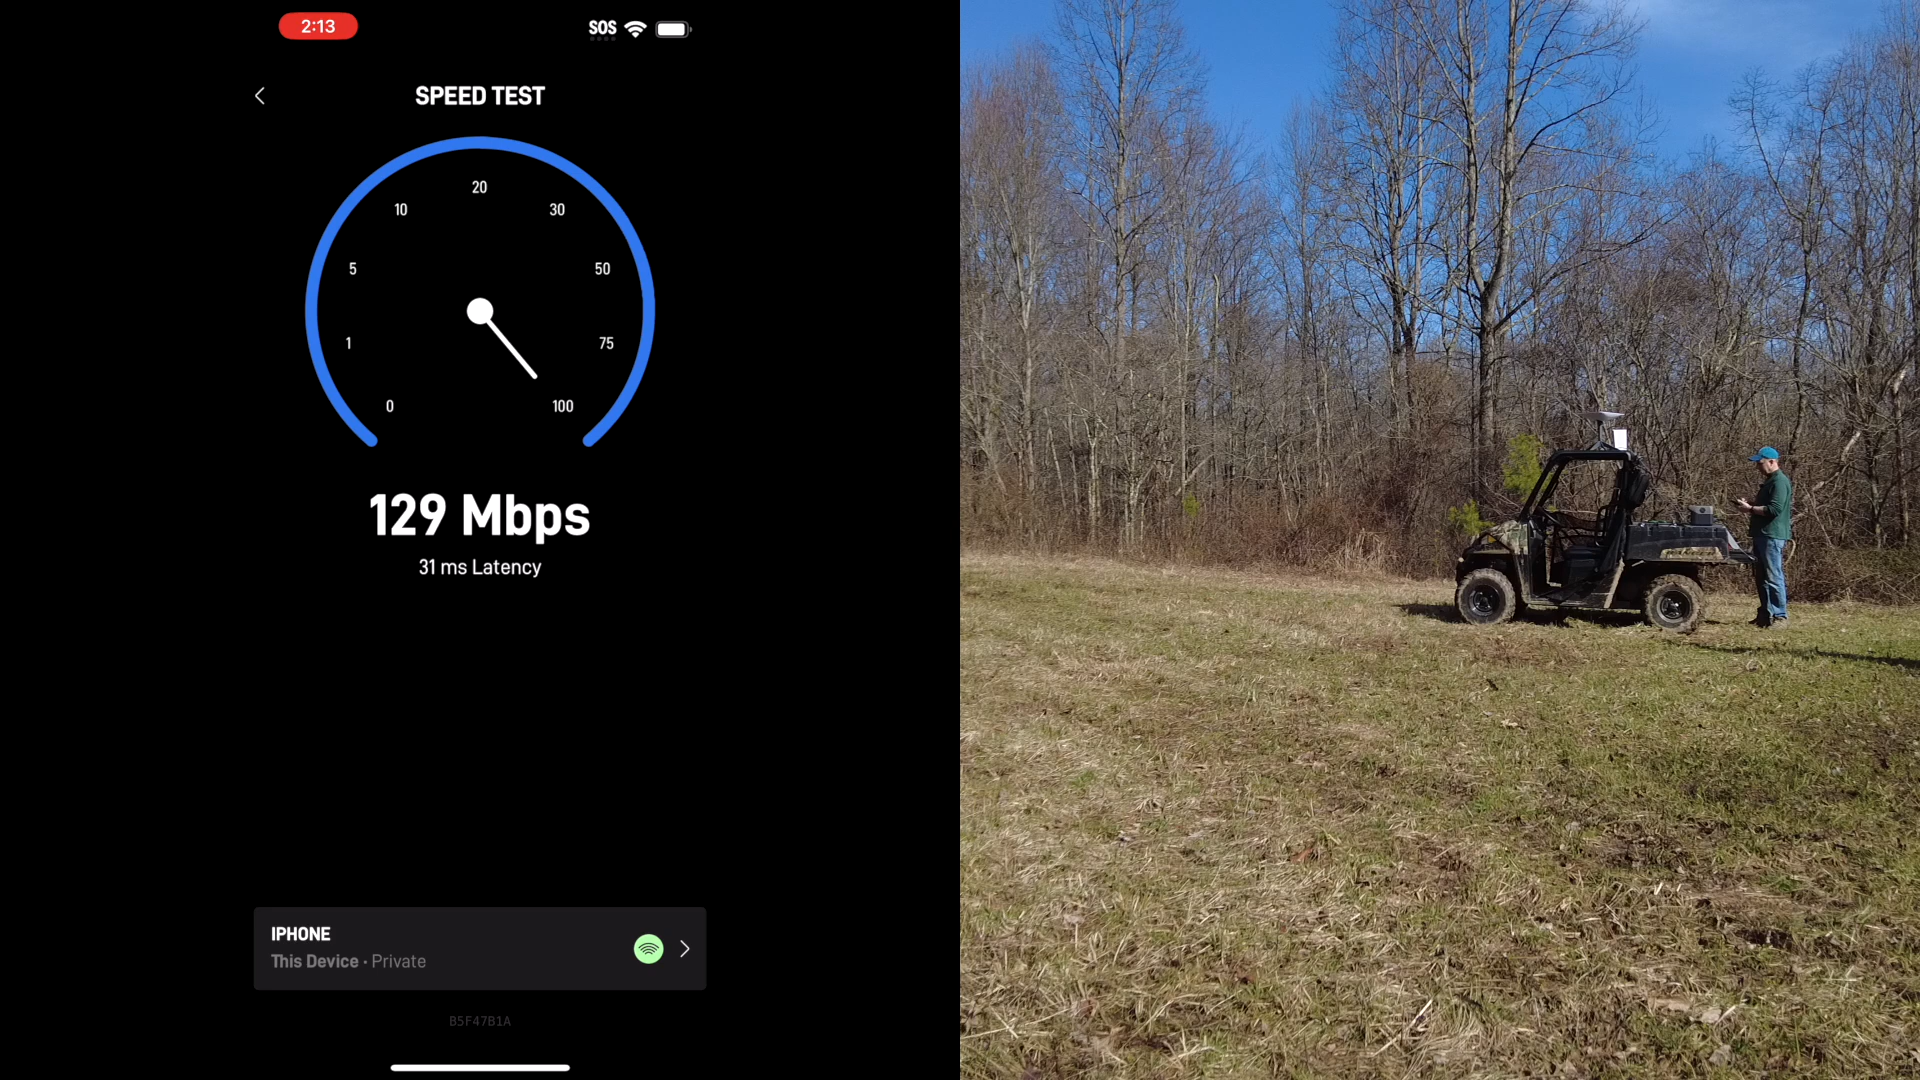 2:13
SOS
SPEED TEST
20
10
30
5
50
1
75
0
100
129 Mbps
31 ms Latency
IPHONE
This Device • Private
B5F47B1A